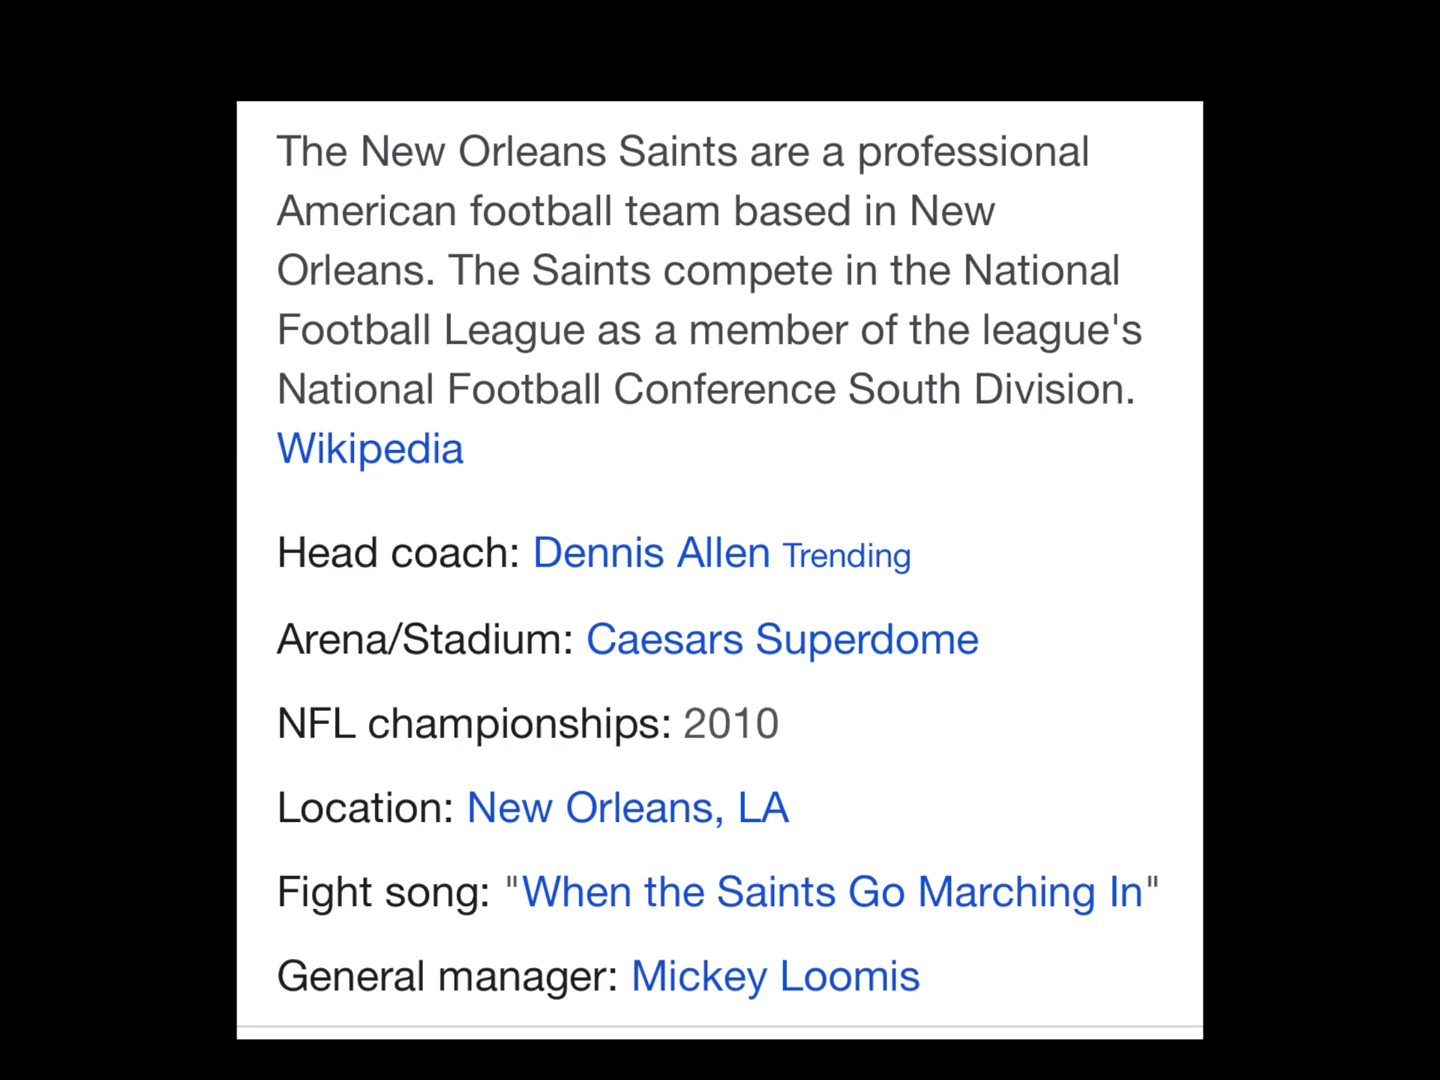 The New Orleans Saints are a professional
American football team based in New
Orleans. The Saints compete in the National
Football League as a member of the league's
National Football Conference South Division.
Wikipedia
Head coach: Dennis Allen Trending
Arena/Stadium: Caesars Superdome
NFL championships: 2010
Location: New Orleans, LA
Fight song: "When the Saints Go Marching In"
General manager: Mickey Loomis